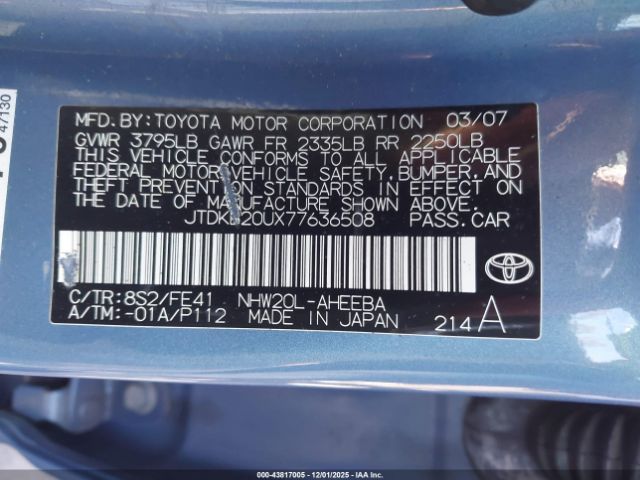 47130
MFD. BY: TOYOTA MOTOR CORPORATION 03/07
GVWR 3795LB GAWR FR 2335LB RR 2250LB
THIS VEHICLE CONFORMS TO ALL APPLICABLE
FEDERAL MOTOR VEHICLE SAFETY, BUMPER, AND
THEFT PREVENTION STANDARDS IN EFFECT ON
THE DATE OF MANUFACTURE SHOWN ABOVE.
PASS. CAR
C/TR: 8S2/FE41 NHW20L-AHEEBA
A/TM: -01A/P112 MADE IN JAPAN 214 A
000-43817005 - 12/01/2025 - IAAI.ca